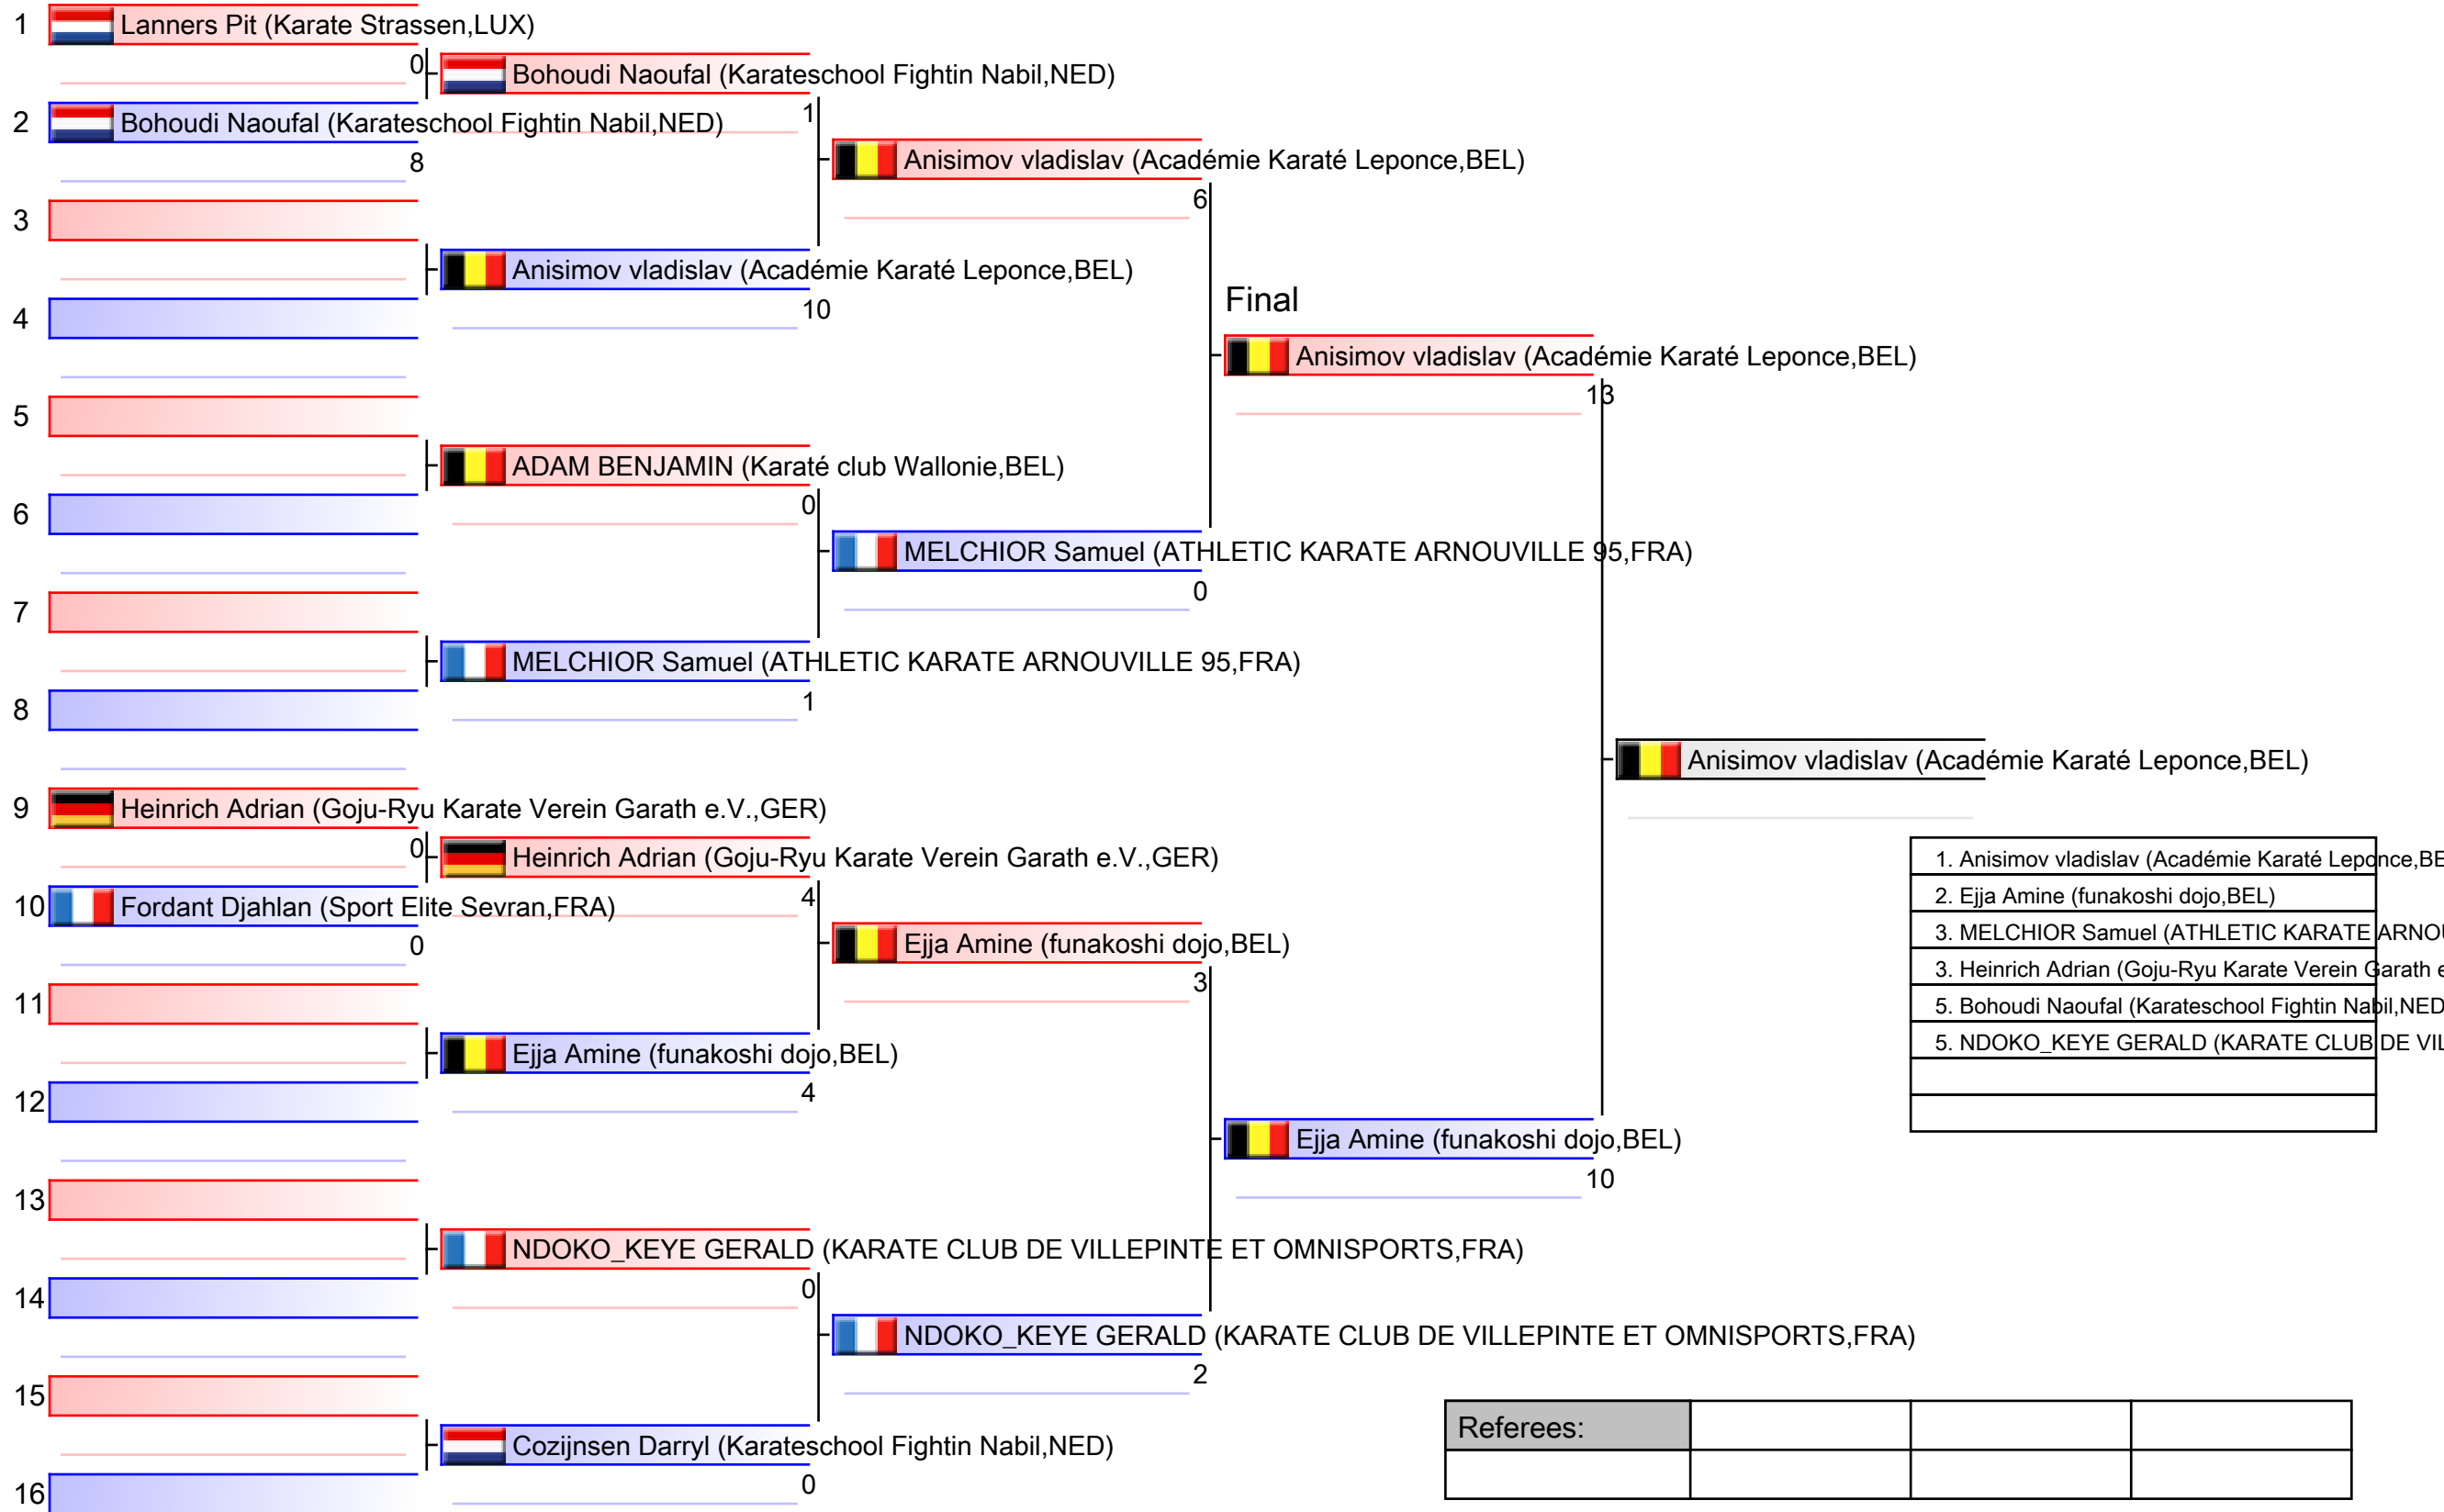 1 Lanners Pit (Karate Strassen,LUX)
0
Bohoudi Naoufal (Karateschool Fightin Nabil,NED)
1
2 Bohoudi Naoufal (Karateschool Fightin Nabil,NED)
8
Anisimov vladislav (Académie Karaté Leponce,BEL)
6
3
Anisimov vladislav (Académie Karaté Leponce,BEL)
10
4
Final
Anisimov vladislav (Académie Karaté Leponce,BEL)
13
5
ADAM BENJAMIN (Karaté club Wallonie,BEL)
0
6
MELCHIOR Samuel (ATHLETIC KARATE ARNOUVILLE 95,FRA)
0
7
MELCHIOR Samuel (ATHLETIC KARATE ARNOUVILLE 95,FRA)
1
8
Anisimov vladislav (Académie Karaté Leponce,BEL)
9 Heinrich Adrian (Goju-Ryu Karate Verein Garath e.V.,GER)
0
Heinrich Adrian (Goju-Ryu Karate Verein Garath e.V.,GER)
4
10 Fordant Djahlan (Sport Elite Sevran,FRA)
0
Ejja Amine (funakoshi dojo,BEL)
3
11
Ejja Amine (funakoshi dojo,BEL)
4
12
Ejja Amine (funakoshi dojo,BEL)
10
13
NDOKO_KEYE GERALD (KARATE CLUB DE VILLEPINTE ET OMNISPORTS,FRA)
0
14
NDOKO_KEYE GERALD (KARATE CLUB DE VILLEPINTE ET OMNISPORTS,FRA)
2
15
Cozijnsen Darryl (Karateschool Fightin Nabil,NED)
0
16
1. Anisimov vladislav (Académie Karaté Leponce,BE
2. Ejja Amine (funakoshi dojo,BEL)
3. MELCHIOR Samuel (ATHLETIC KARATE ARNOU
3. Heinrich Adrian (Goju-Ryu Karate Verein Garath e
5. Bohoudi Naoufal (Karateschool Fightin Nabil,NED
5. NDOKO_KEYE GERALD (KARATE CLUB DE VIL
Referees: